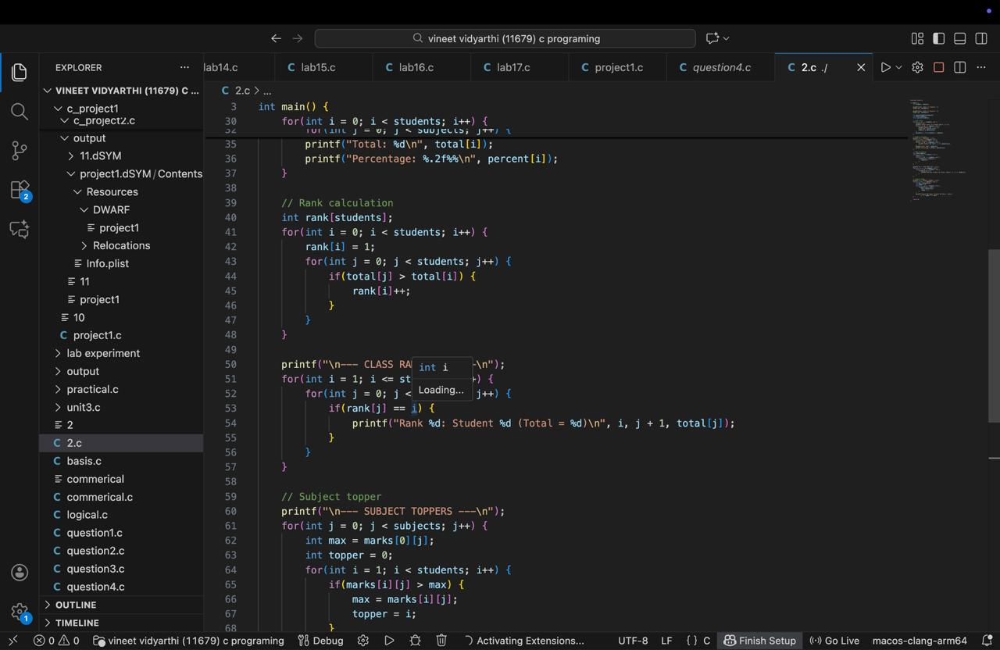 vineet vidyarthi (11679) c programing
EXPLORER
lab14.c
lab15.c
lab16.c
lab17.c
project1.c
question4.c
2.c ./
VINEET VIDYARTHI (11679) C ...
c_project1
c_project2.c
output
11.dSYM
project1.dSYM / Contents
Resources
DWARF
project1
Relocations
Info.plist
11
project1
10
project1.c
lab experiment
output
practical.c
unit3.c
2
2.c
basis.c
commerical
commerical.c
logical.c
question1.c
question2.c
question3.c
question4.c
OUTLINE
TIMELINE
2
1
2.c > ...
3 int main() {
30 for(int i = 0; i < students; i++) {
32 for(int j = 0; j < subjects; j++) {
35 printf("Total: %d\n", total[i]);
36 printf("Percentage: %.2f%%\n", percent[i]);
37 }
38
39 // Rank calculation
40 int rank[students];
41 for(int i = 0; i < students; i++) {
42 rank[i] = 1;
43 for(int j = 0; j < students; j++) {
44 if(total[j] > total[i]) {
45 rank[i]++;
46 }
47 }
48 }
49
50 printf("\n--- CLASS RA -\n");
51 for(int i = 1; i <= st +) {
52 for(int j = 0; j < j++) {
53 if(rank[j] == i) {
54 printf("Rank %d: Student %d (Total = %d)\n", i, j + 1, total[j]);
55 }
56 }
57 }
58
59 // Subject topper
60 printf("\n--- SUBJECT TOPPERS ---\n");
61 for(int j = 0; j < subjects; j++) {
62 int max = marks[0][j];
63 int topper = 0;
64 for(int i = 1; i < students; i++) {
65 if(marks[i][j] > max) {
66 max = marks[i][j];
67 topper = i;
68 }
int i
Loading...
0 0 vineet vidyarthi (11679) c programing Debug Activating Extensions... UTF-8 LF { } C Finish Setup Go Live macos-clang-arm64